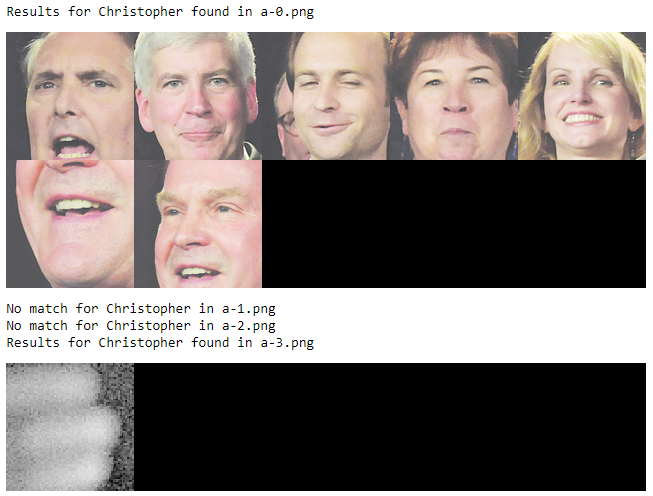 Results for Christopher found in a-0.png
No match for Christopher in a-1.png
No match for Christopher in a-2.png
Results for Christopher found in a-3.png